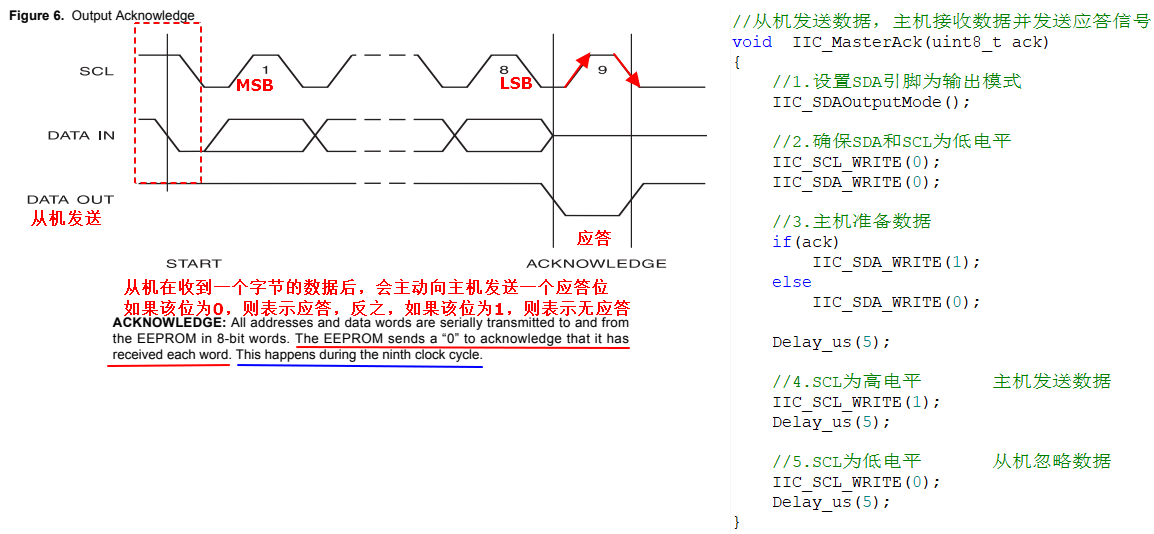 Figure 6. Output Acknowledge
SCL
1
MSB
8
LSB
9
DATA IN
DATA OUT
从机发送
应答
START
ACKNOWLEDGE
从机在收到一个字节的数据后，会主动向主机发送一个应答位
如果该位为0，则表示应答，反之，如果该位为1，则表示无应答
ACKNOWLEDGE: All addresses and data words are serially transmitted to and from
the EEPROM in 8-bit words. The EEPROM sends a “0” to acknowledge that it has
received each word. This happens during the ninth clock cycle.
//从机发送数据，主机接收数据并发送应答信号
void  IIC_MasterAck(uint8_t ack)
{
    //1.设置SDA引脚为输出模式
    IIC_SDAOutputMode();
    //2.确保SDA和SCL为低电平
    IIC_SCL_WRITE(0);
    IIC_SDA_WRITE(0);
    //3.主机准备数据
    if(ack)
        IIC_SDA_WRITE(1);
    else
        IIC_SDA_WRITE(0);
    Delay_us(5);
    //4.SCL为高电平       主机发送数据
    IIC_SCL_WRITE(1);
    Delay_us(5);
    //5.SCL为低电平       从机忽略数据
    IIC_SCL_WRITE(0);
    Delay_us(5);
}